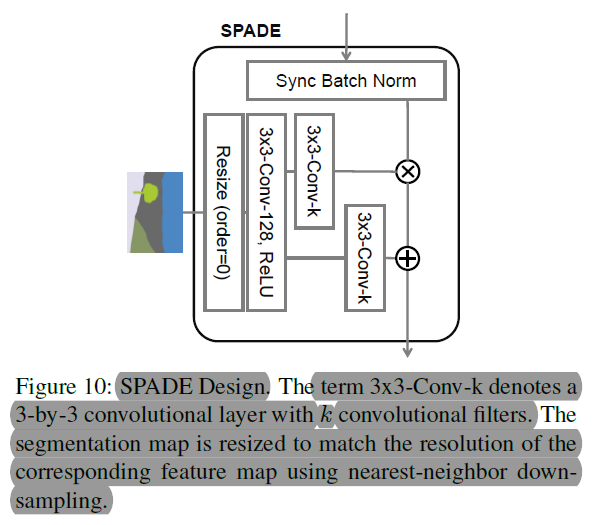 SPADE
Sync Batch Norm
Resize (order=0)
3x3-Conv-128, ReLU
3x3-Conv-k
3x3-Conv-k
Figure 10: SPADE Design. The term 3x3-Conv-k denotes a
3-by-3 convolutional layer with k convolutional filters. The
segmentation map is resized to match the resolution of the
corresponding feature map using nearest-neighbor down-
sampling.